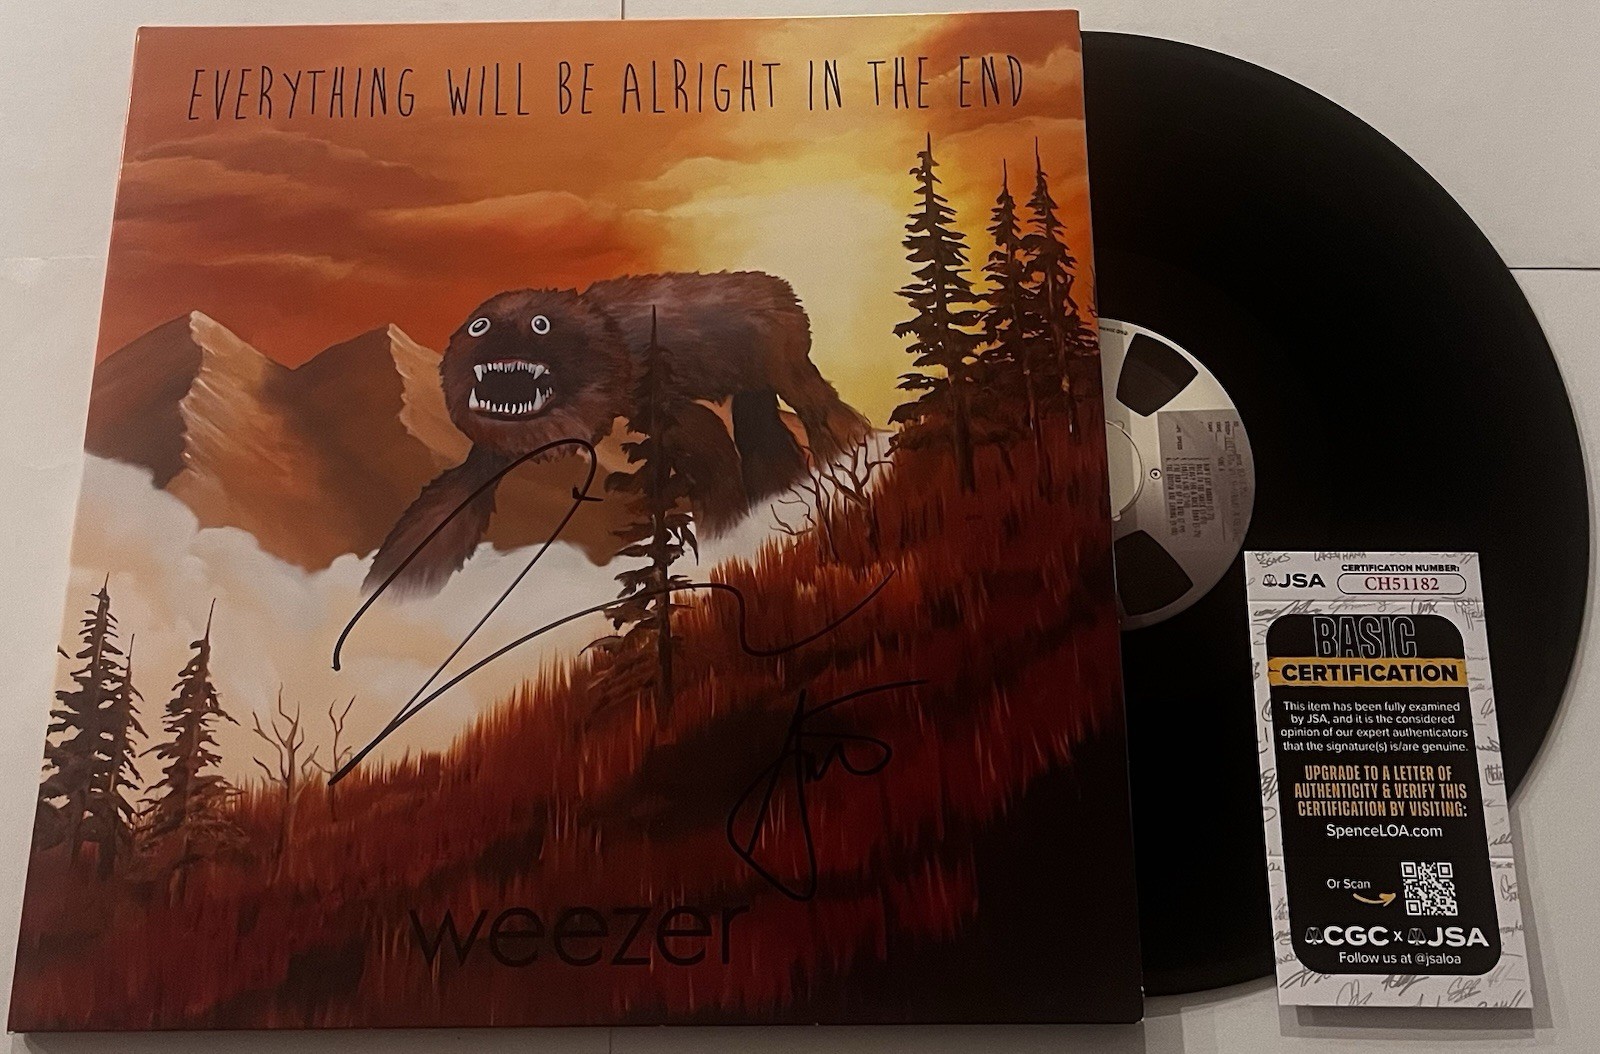 EVERYTHING WILL BE ALRIGHT IN THE END
weezer
JSA
CERTIFICATION NUMBER:
CH51182
BASIC
CERTIFICATION
This item has been fully examined
by JSA, and it is the considered
opinion of our expert authenticators
that the signature(s) is/are genuine.
UPGRADE TO A LETTER OF
AUTHENTICITY & VERIFY THIS
CERTIFICATION BY VISITING:
SpenceLOA.com
Or Scan
CGC x JSA
Follow us at @jsaloa